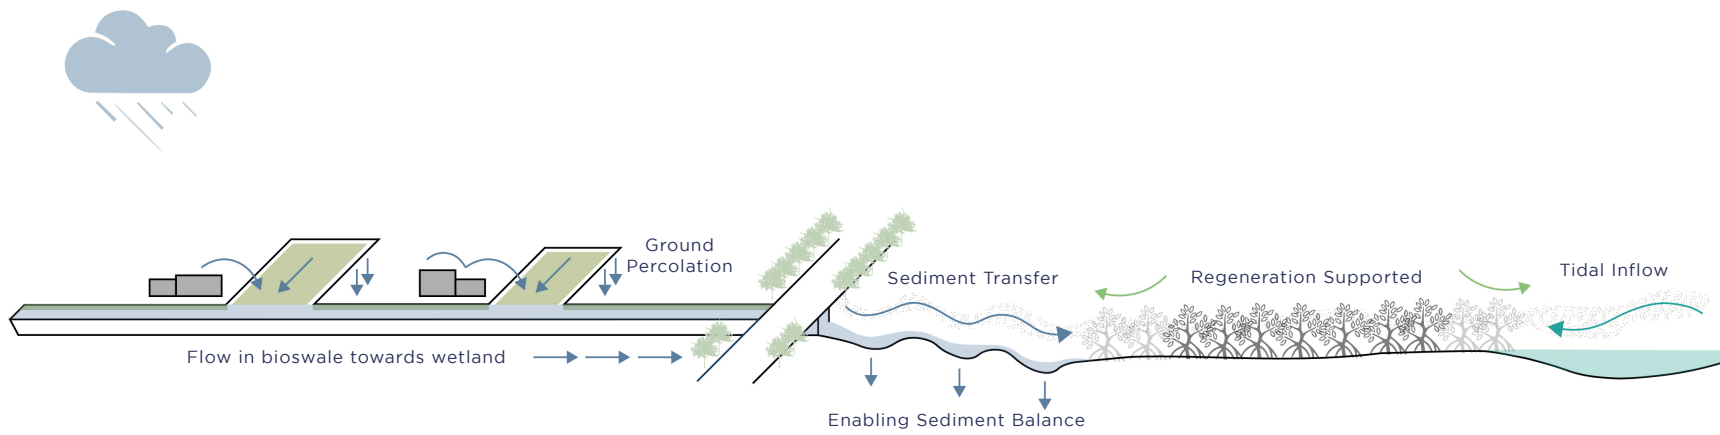 Ground
Percolation
Sediment Transfer
Regeneration Supported
Tidal Inflow
Flow in bioswale towards wetland
Enabling Sediment Balance